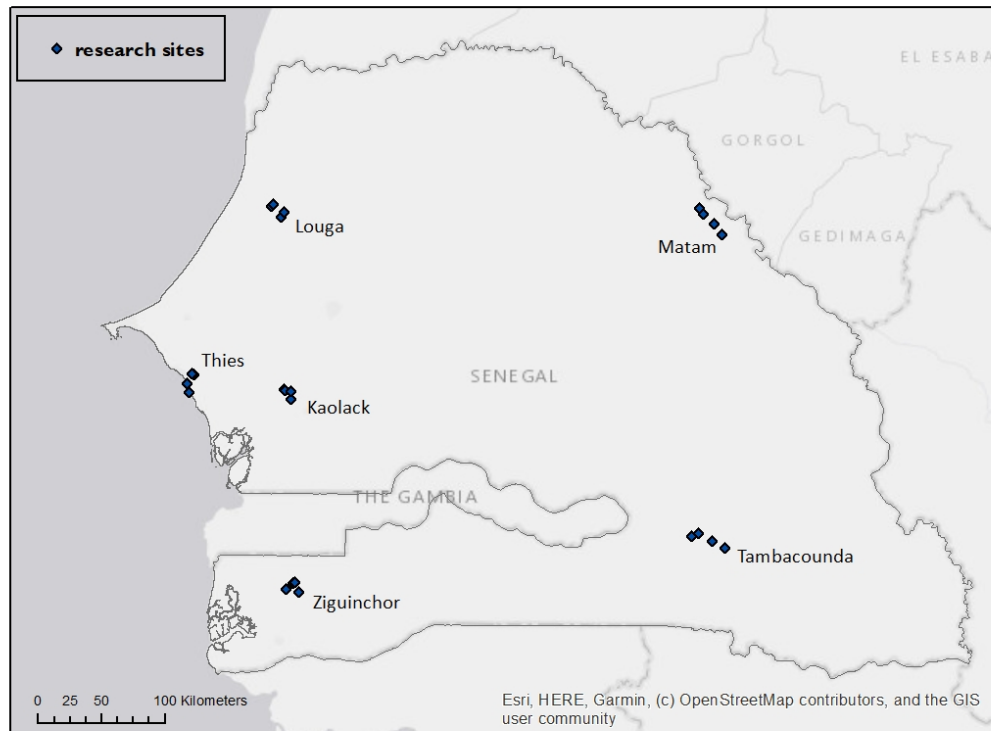 research sites
EL ESABA
GORGOL
GEDIMAGA
Louga
Matam
Thies
SENEGAL
Kaolack
THE GAMBIA
Tambacounda
Ziguinchor
0 25 50 100 Kilometers
Esri, HERE, Garmin, (c) OpenStreetMap contributors, and the GIS
user community